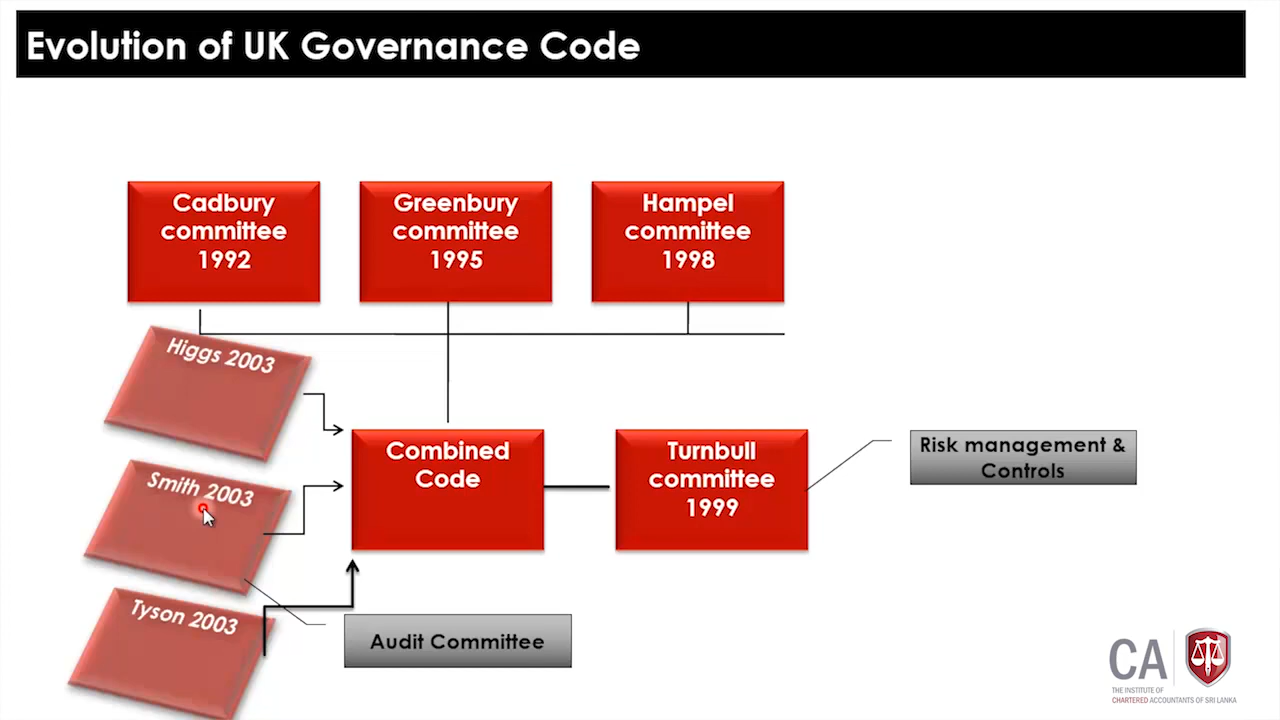 Evolution of UK Governance Code
Cadbury
committee
1992
Greenbury
committee
1995
Hampel
committee
1998
Higgs 2003
Smith 2003
Tyson 2003
Combined
Code
Turnbull
committee
1999
Risk management &
Controls
Audit Committee
CA
THE INSTITUTE OF
CHARTERED ACCOUNTANTS OF SRI LANKA